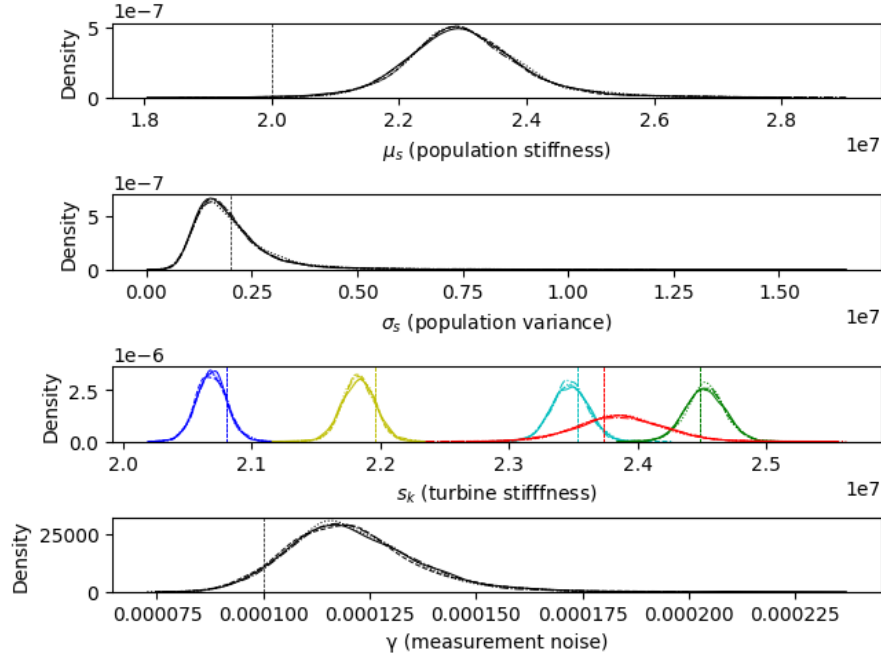 1e−7
5
0
Density
1.8 2.0 2.2 2.4 2.6 2.8
1e7
μs (population stiffness)
1e−7
5
0
Density
0.00 0.25 0.50 0.75 1.00 1.25 1.50
1e7
σs (population variance)
1e−6
2.5
0.0
Density
2.0 2.1 2.2 2.3 2.4 2.5
1e7
sk (turbine stifffness)
25000
0
Density
0.000075 0.000100 0.000125 0.000150 0.000175 0.000200 0.000225
γ (measurement noise)